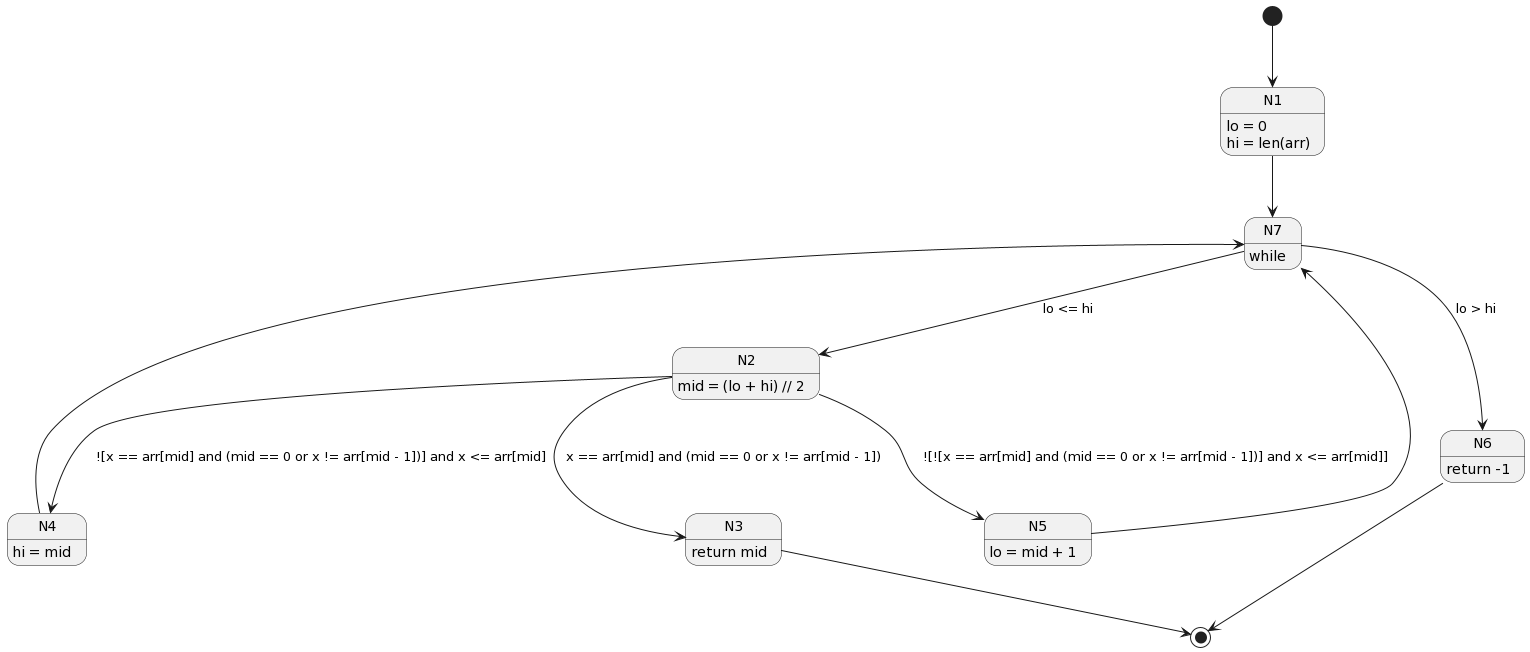 N1
lo = 0
hi = len(arr)
N7
while
lo <= hi
lo > hi
N2
mid = (lo + hi) // 2
![x == arr[mid] and (mid == 0 or x != arr[mid - 1])] and x <= arr[mid]
x == arr[mid] and (mid == 0 or x != arr[mid - 1])
![![x == arr[mid] and (mid == 0 or x != arr[mid - 1])] and x <= arr[mid]]
N6
return -1
N4
hi = mid
N3
return mid
N5
lo = mid + 1